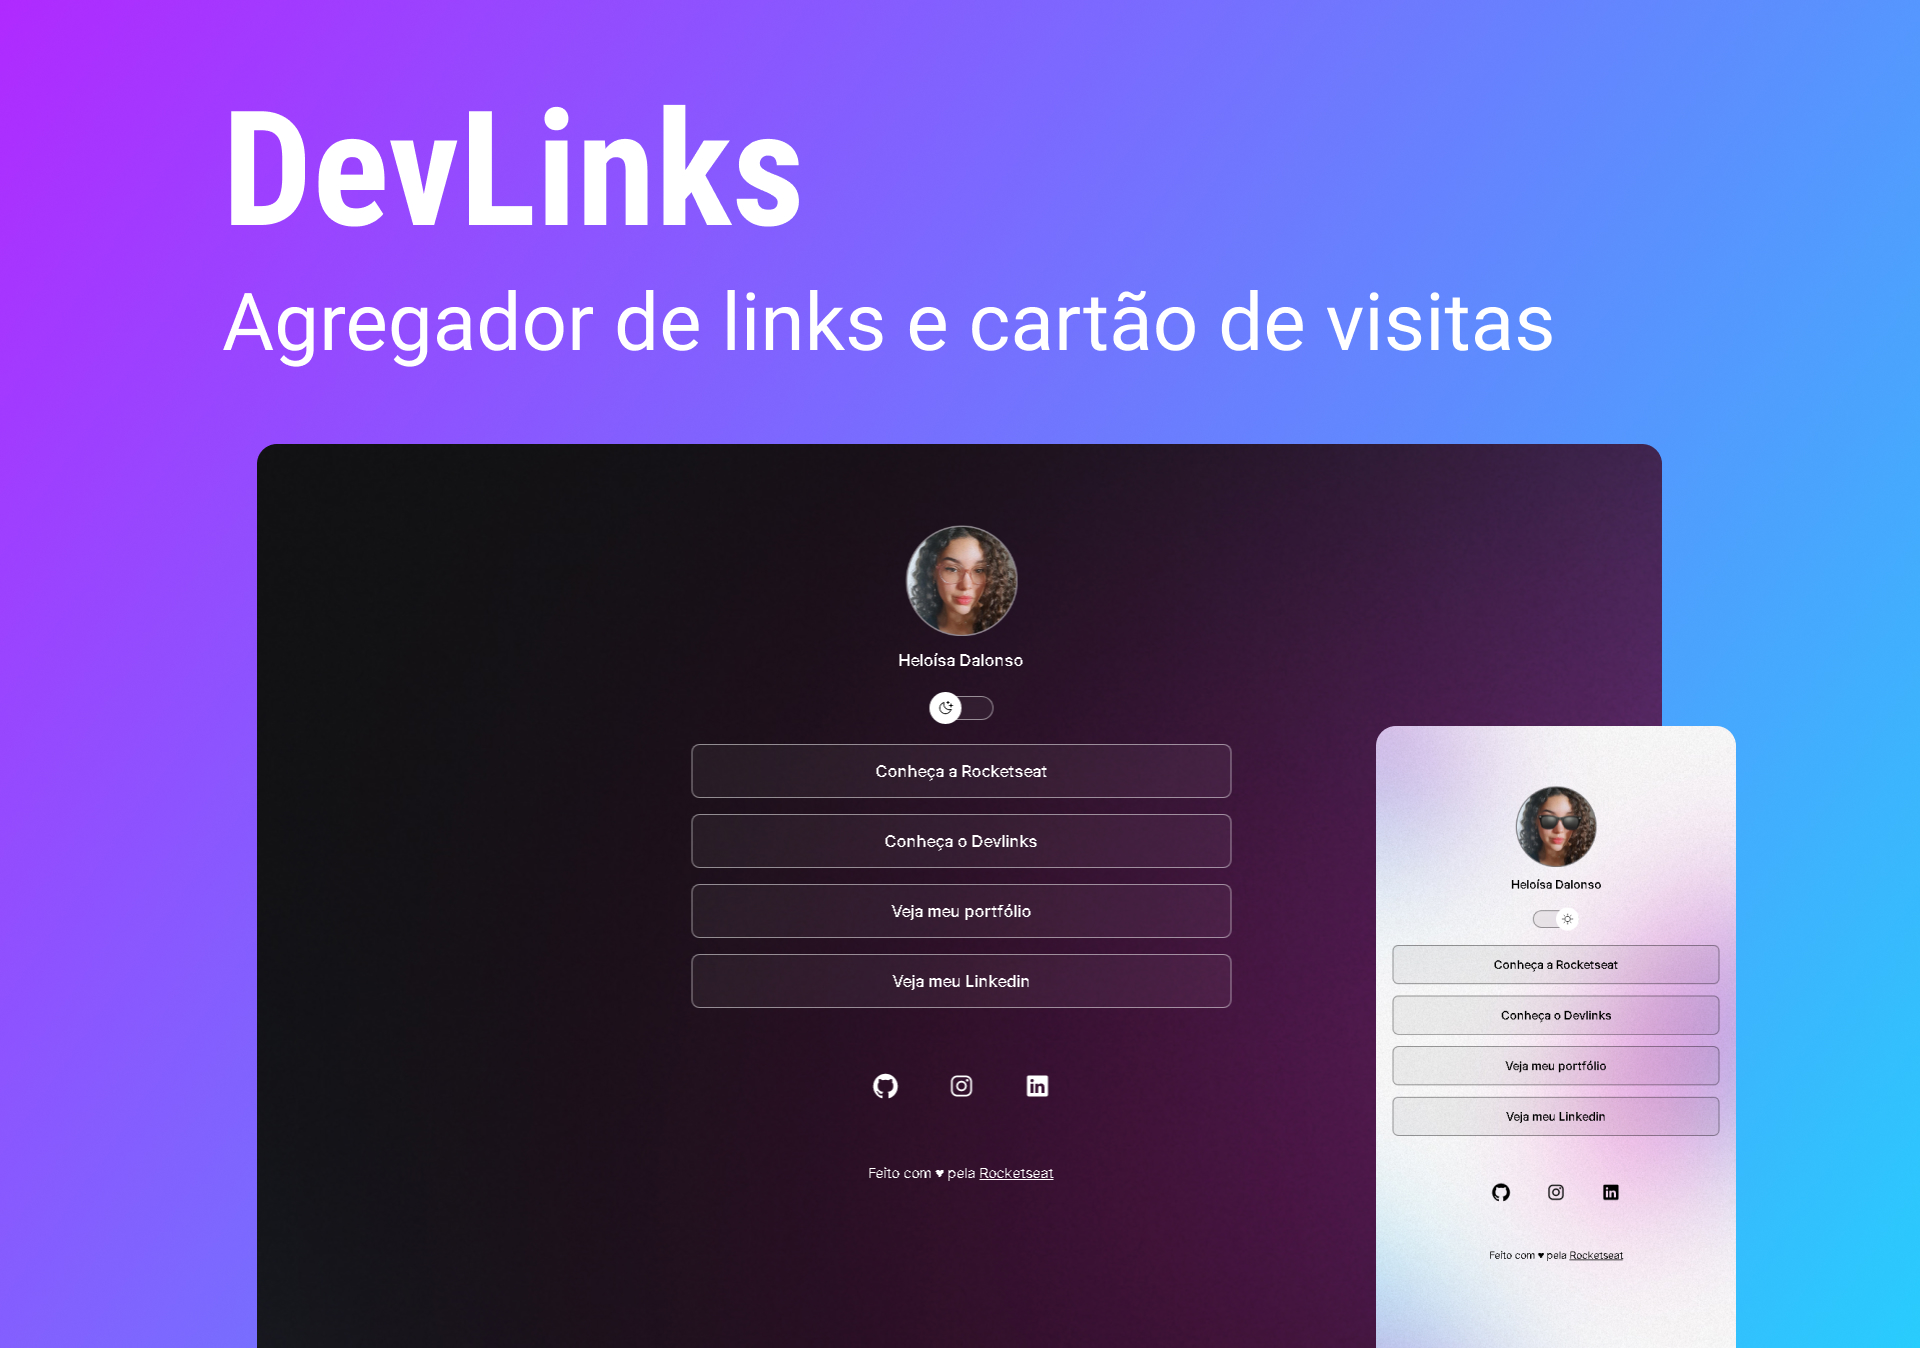 DevLinks
Agregador de links e cartão de visitas
Heloísa Dalonso
Conheça a Rocketseat
Conheça o Devlinks
Veja meu portfólio
Veja meu Linkedin
Feito com ♥ pela Rocketseat
Heloísa Dalonso
Conheça a Rocketseat
Conheça o Devlinks
Veja meu portfólio
Veja meu Linkedin
Feito com ♥ pela Rocketseat